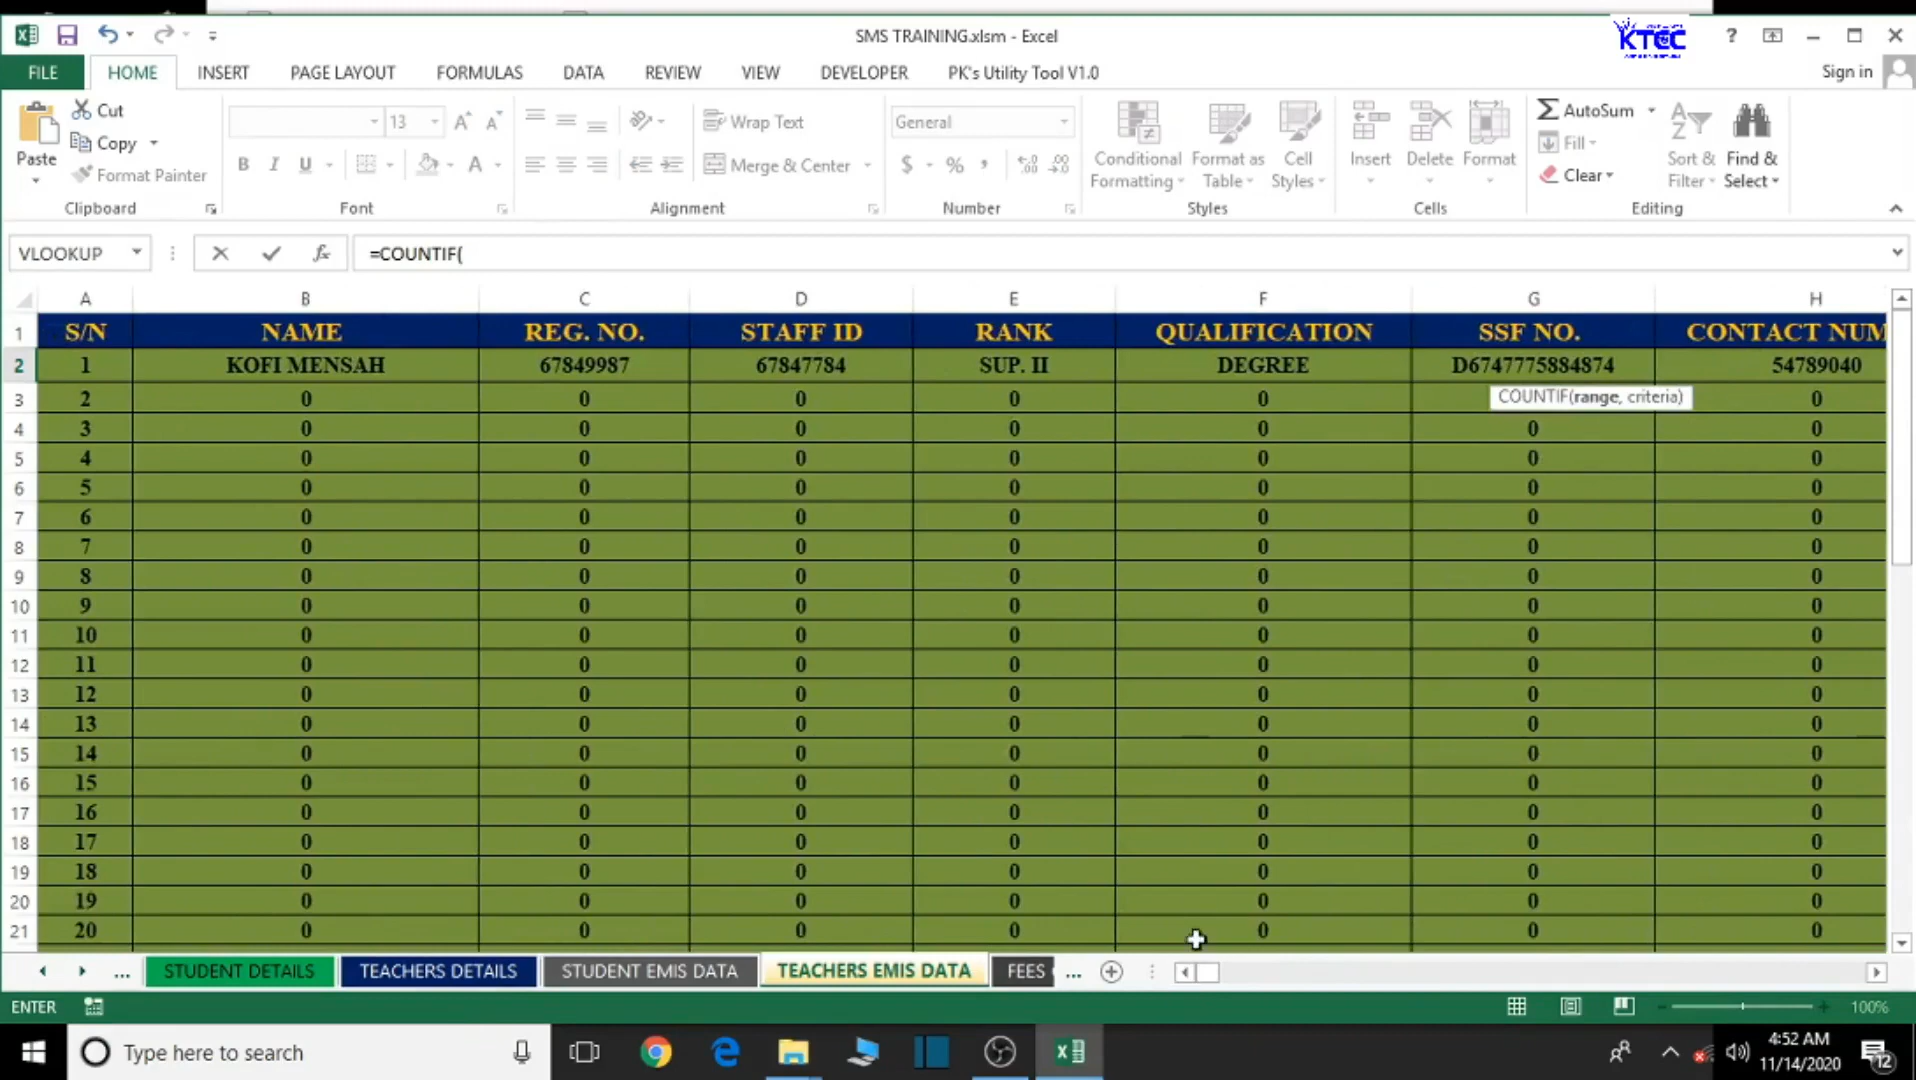 SMS TRAINING.xlsm - Excel
KTCC
?
FILE HOME INSERT PAGE LAYOUT FORMULAS DATA REVIEW VIEW DEVELOPER PK's Utility Tool V1.0 Sign in
Paste
Cut
Copy
Format Painter
Clipboard
13
B I U
Font
Wrap Text
Merge & Center
Alignment
General
$ % ,
Number
Conditional Formatting
Format as Table
Cell Styles
Styles
Insert
Delete
Format
Cells
AutoSum
Fill
Clear
Sort & Filter
Find & Select
Editing
VLOOKUP fx =COUNTIF(
A B C D E F G H
1 S/N NAME REG. NO. STAFF ID RANK QUALIFICATION SSF NO. CONTACT NUM
2 1 KOFI MENSAH 67849987 67847784 SUP. II DEGREE D6747775884874 54789040
3 2 0 0 0 0 0 COUNTIF(range, criteria) 0
4 3 0 0 0 0 0 0 0
5 4 0 0 0 0 0 0 0
6 5 0 0 0 0 0 0 0
7 6 0 0 0 0 0 0 0
8 7 0 0 0 0 0 0 0
9 8 0 0 0 0 0 0 0
10 9 0 0 0 0 0 0 0
11 10 0 0 0 0 0 0 0
12 11 0 0 0 0 0 0 0
13 12 0 0 0 0 0 0 0
14 13 0 0 0 0 0 0 0
15 14 0 0 0 0 0 0 0
16 15 0 0 0 0 0 0 0
17 16 0 0 0 0 0 0 0
18 17 0 0 0 0 0 0 0
19 18 0 0 0 0 0 0 0
20 19 0 0 0 0 0 0 0
21 20 0 0 0 0 0 0 0
... STUDENT DETAILS TEACHERS DETAILS STUDENT EMIS DATA TEACHERS EMIS DATA FEES ...
ENTER 100%
Type here to search
4:52 AM
11/14/2020
12